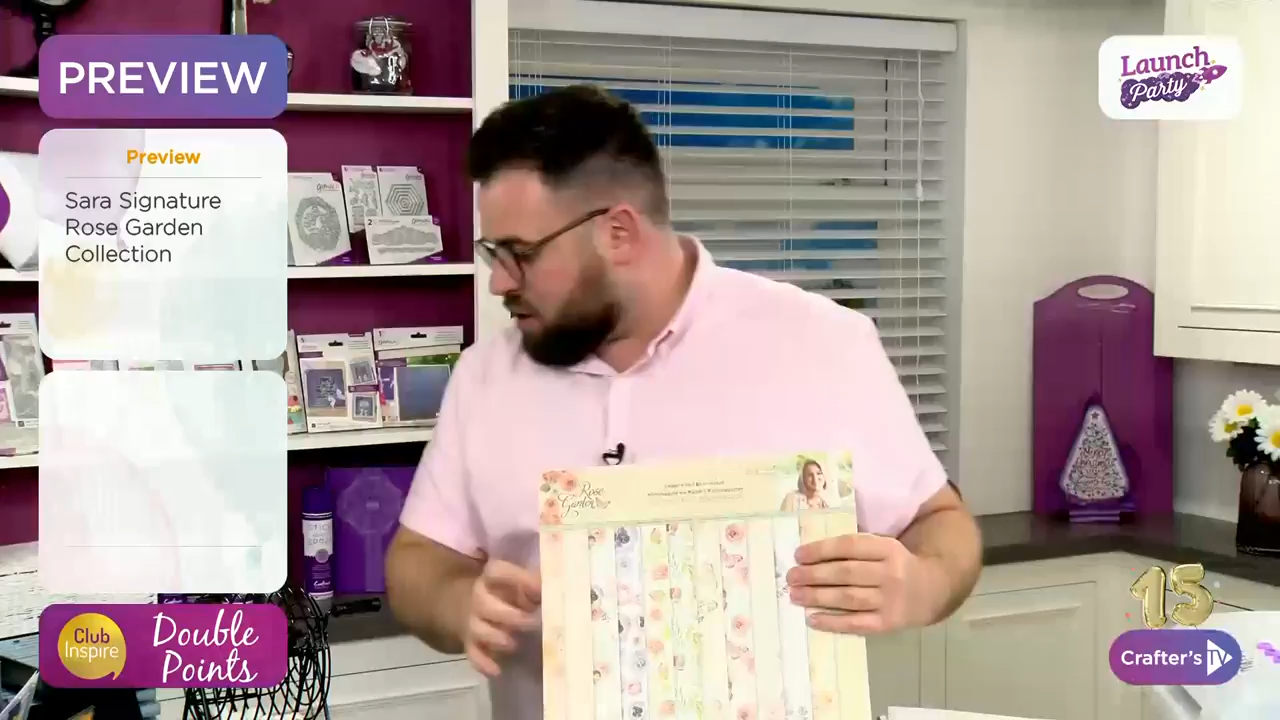 PREVIEW
Preview
Sara Signature
Rose Garden
Collection
Club
Inspire
Double
Points
Launch
Party
Rose
Garden
15
Crafter's TV